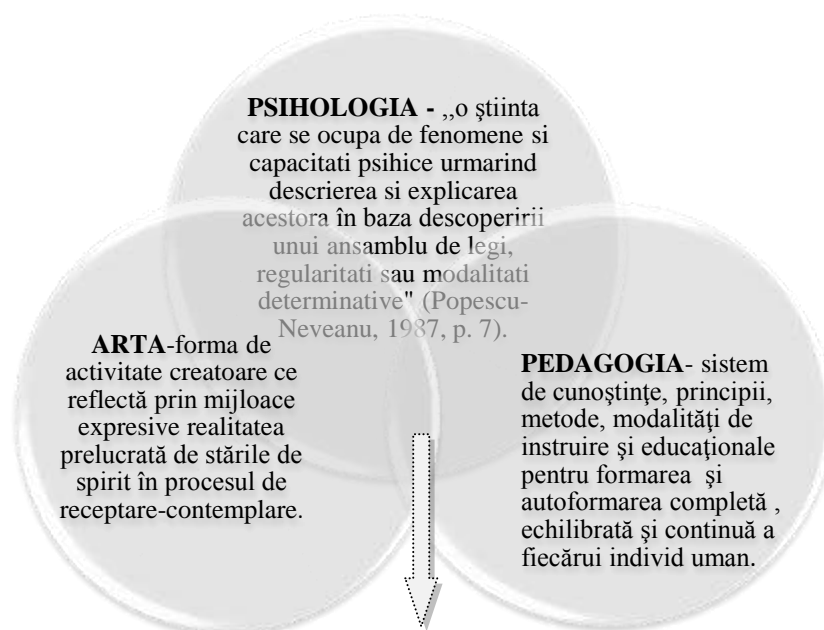 PSIHOLOGIA - ,,o ştiinta
care se ocupa de fenomene si
capacitati psihice urmarind
descrierea si explicarea
acestora în baza descoperirii
unui ansamblu de legi,
regularitati sau modalitati
determinative" (Popescu-
Neveanu, 1987, p. 7).
ARTA-forma de
activitate creatoare ce
reflectă prin mijloace
expresive realitatea
prelucrată de stările de
spirit în procesul de
receptare-contemplare.
PEDAGOGIA- sistem
de cunoştinţe, principii,
metode, modalităţi de
instruire şi educaţionale
pentru formarea şi
autoformarea completă ,
echilibrată şi continuă a
fiecărui individ uman.